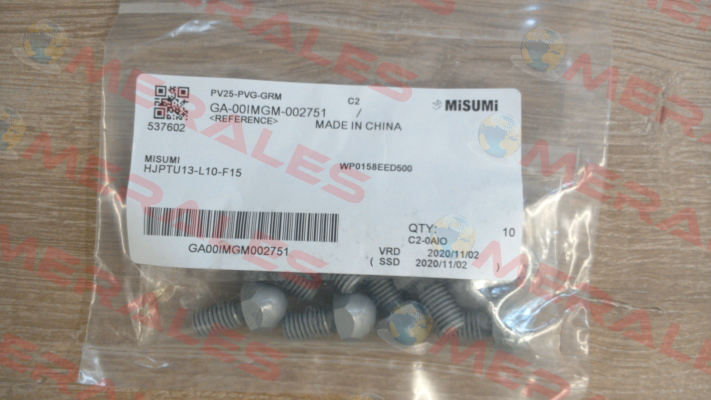 PV25-PVG-GRM
C2
MiSUMi
GA-00IMGM-002751 /
<REFERENCE>
MADE IN CHINA
537602
MISUMI
WP0158EED500
HJPTU13-L10-F15
QTY: 10
C2-0AIO
GA00IMGM002751
VRD 2020/11/02
( SSD 2020/11/02 )
MERALES